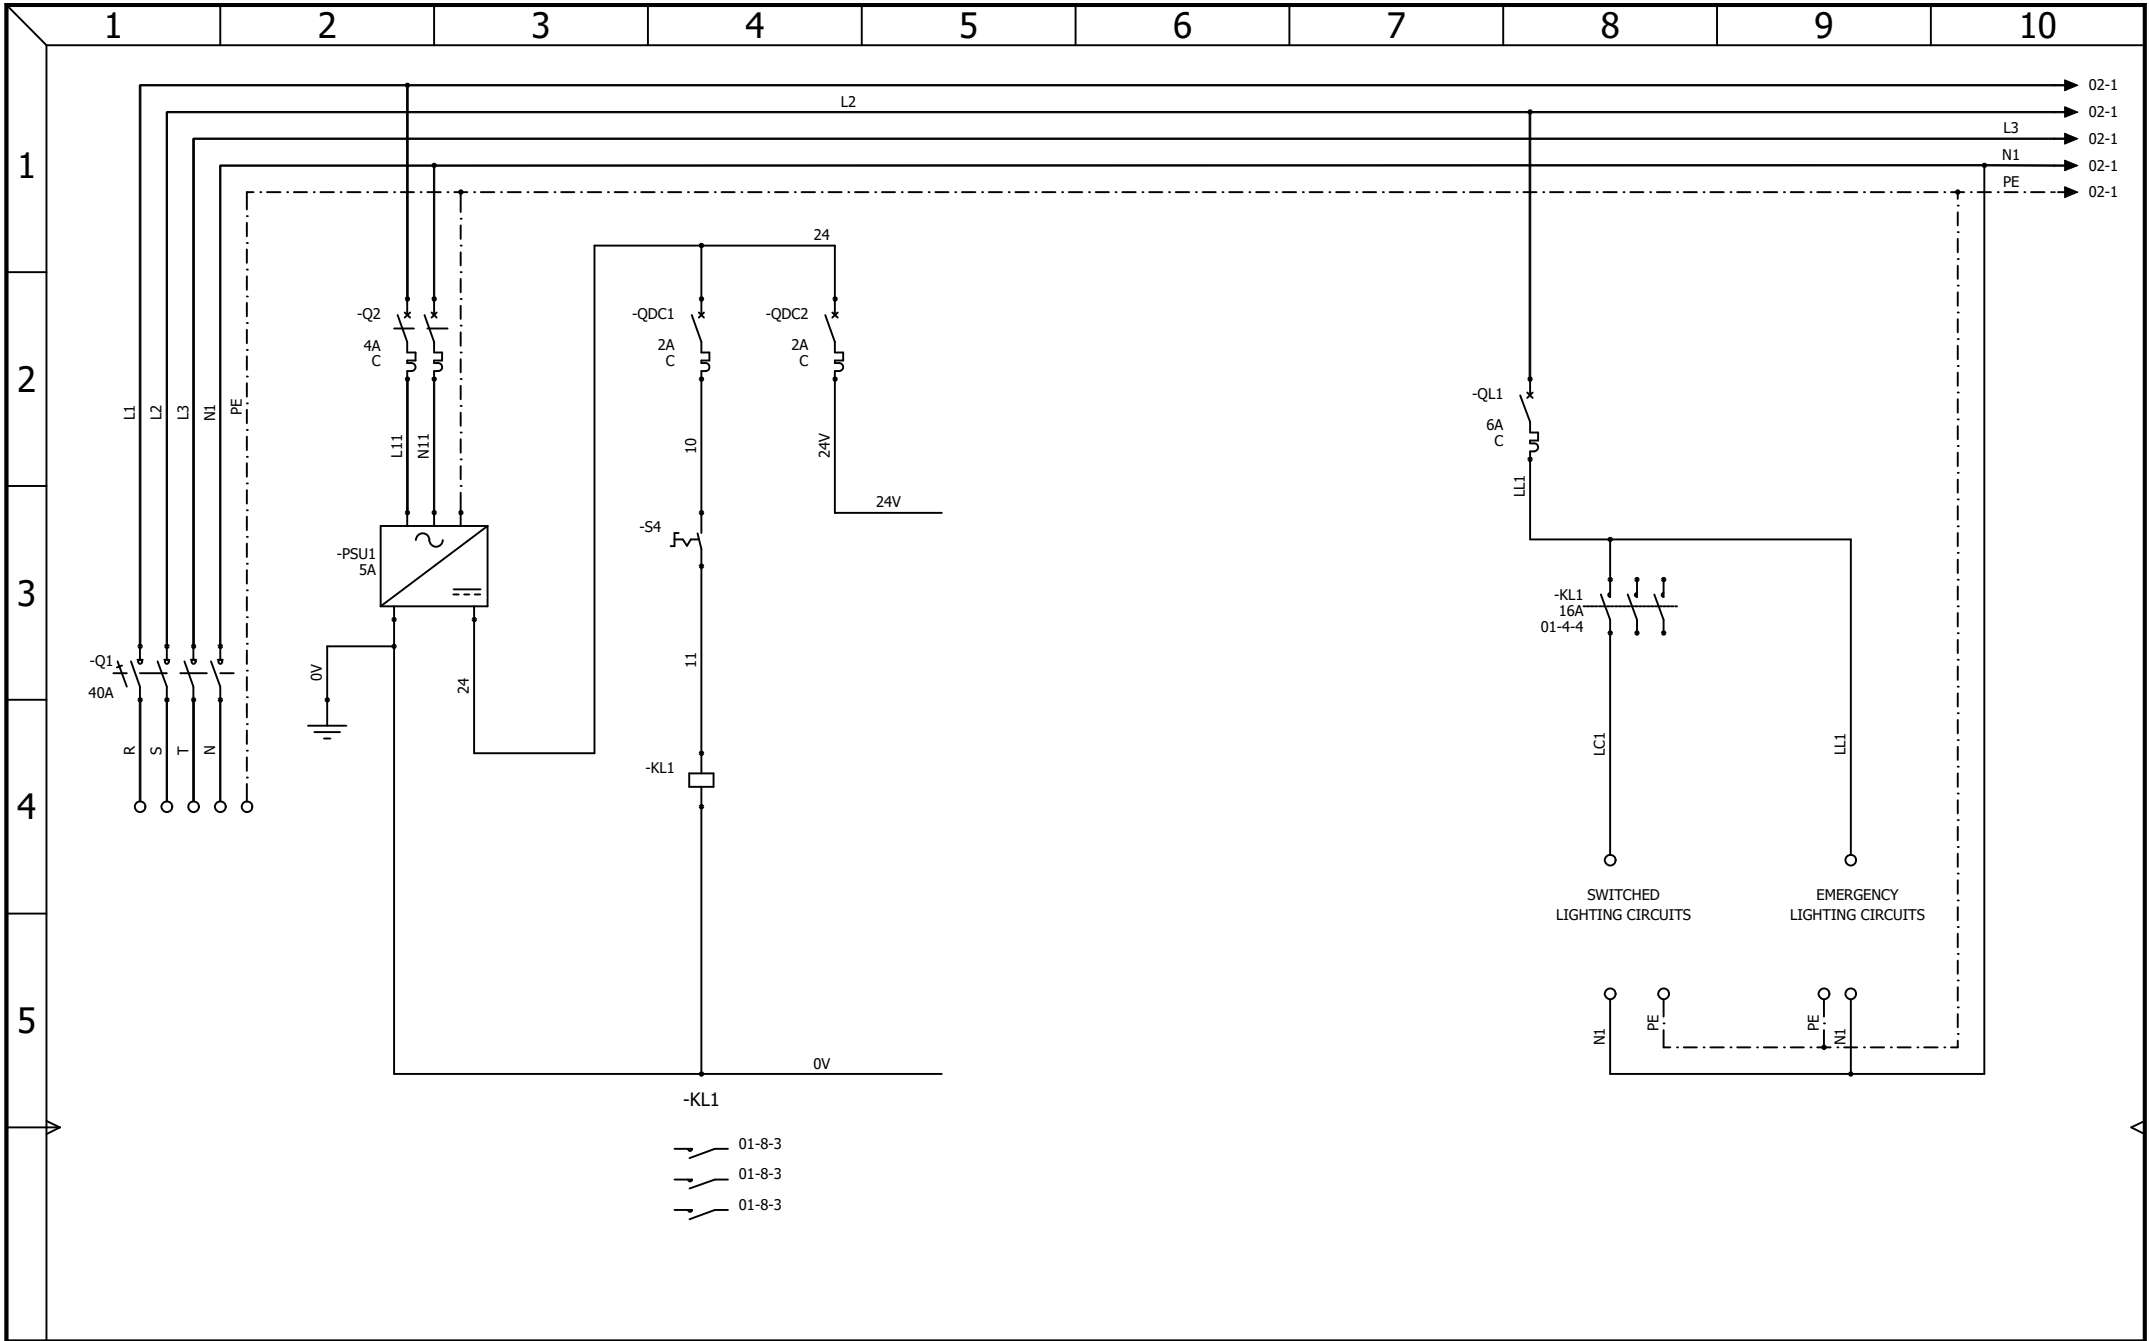 1 2 3 4 5 6 7 8 9 10
02-1
L2
02-1
L3
02-1
1
N1
02-1
PE
02-1
24
-Q2
4A
C
-QDC1
2A
C
-QDC2
2A
C
2
-QL1
6A
C
L1
L2
L3
N1
PE
L11
N11
10
24V
LL1
24V
-S4
-PSU1
5A
3
-KL1
16A
01-4-4
-Q1
40A
0V
24
11
R
S
T
N
LC1
LL1
-KL1
4
SWITCHED
LIGHTING CIRCUITS
EMERGENCY
LIGHTING CIRCUITS
5
N1
PE
PE
N1
0V
-KL1
01-8-3
01-8-3
01-8-3